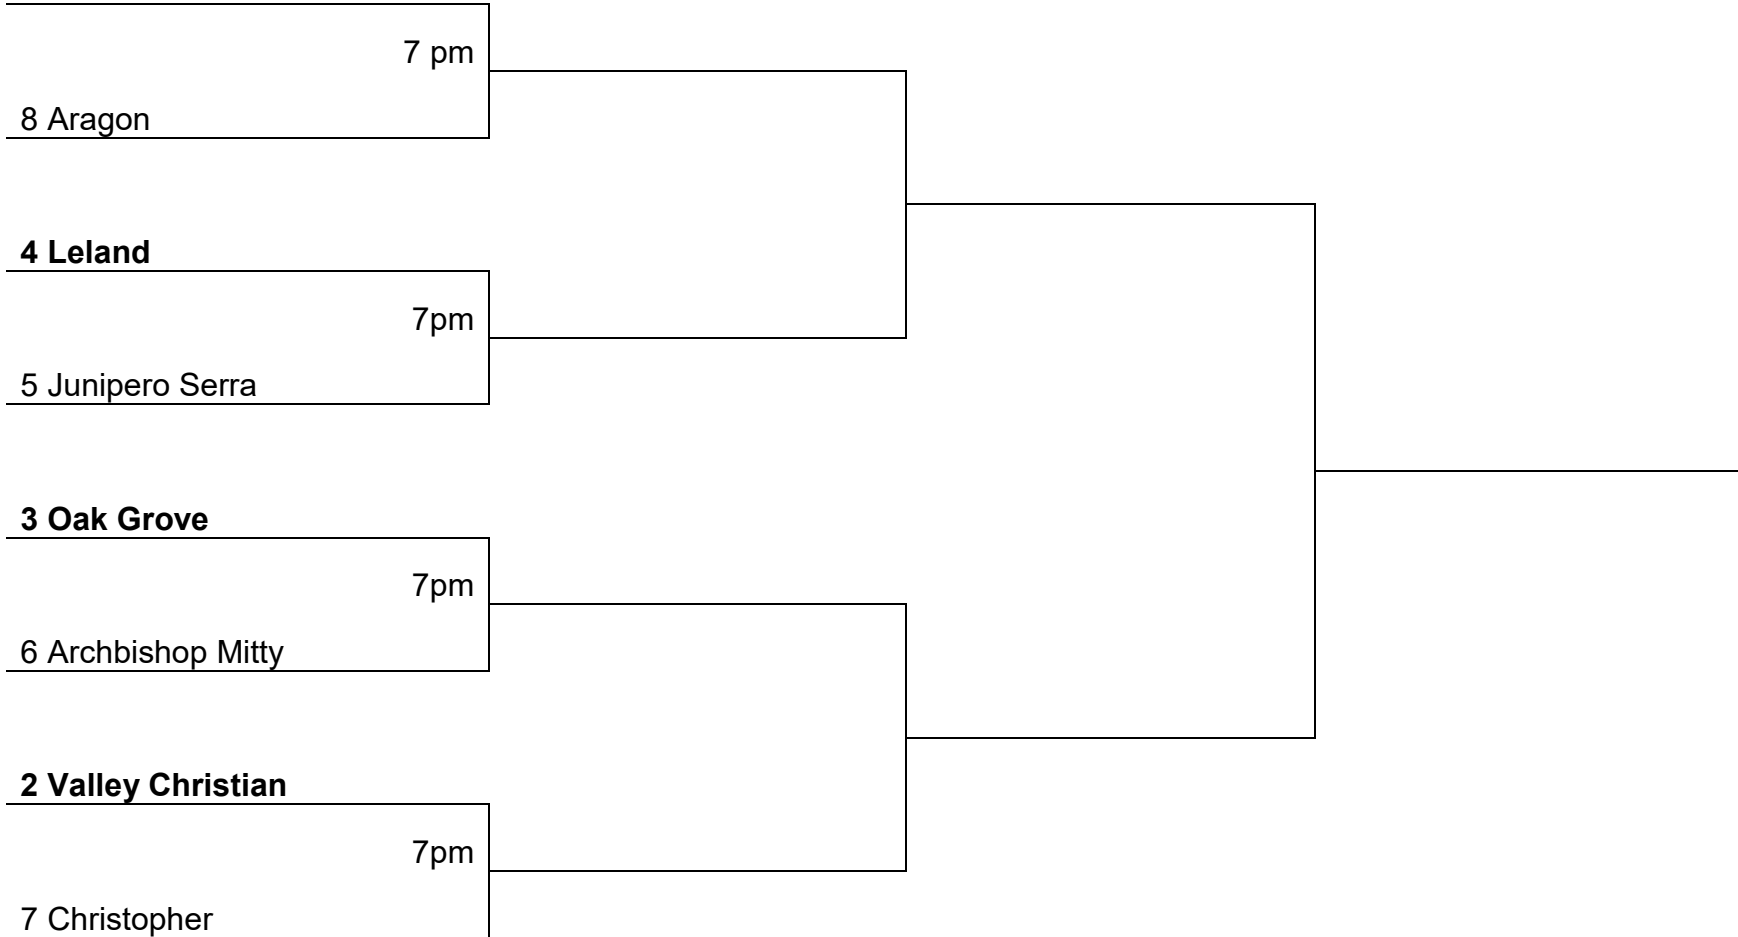 7 pm
8 Aragon
4 Leland
7pm
5 Junipero Serra
3 Oak Grove
7pm
6 Archbishop Mitty
2 Valley Christian
7pm
7 Christopher